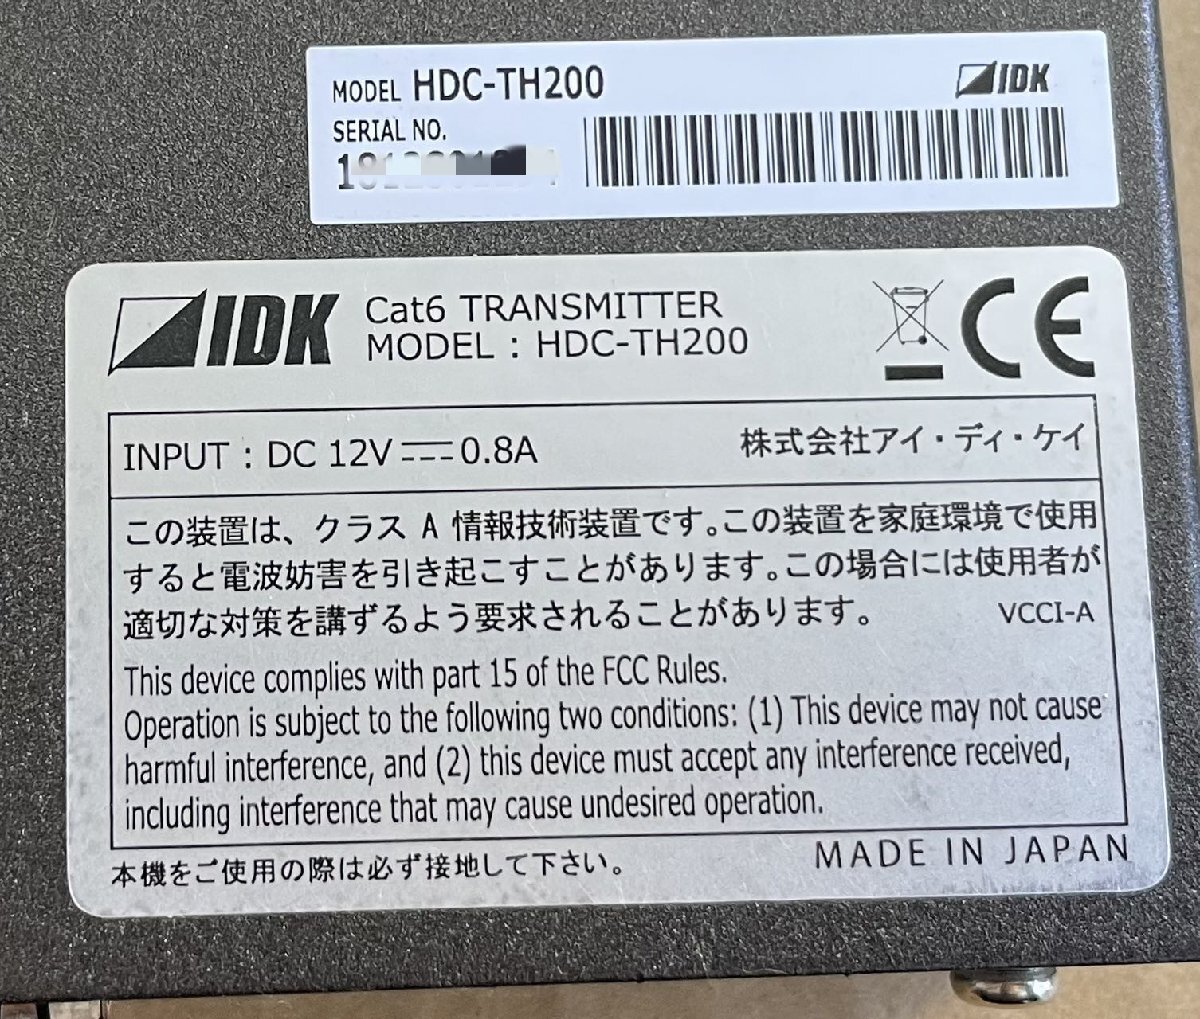 MODEL HDC-TH200
IDK
SERIAL NO.
IDK
Cat6 TRANSMITTER
MODEL : HDC-TH200
CE
INPUT : DC 12V 0.8A
株式会社アイ・ディ・ケイ
この装置は、クラス A 情報技術装置です。この装置を家庭環境で使用
すると電波妨害を引き起こすことがあります。この場合には使用者が
適切な対策を講ずるよう要求されることがあります。 VCCI-A
This device complies with part 15 of the FCC Rules.
Operation is subject to the following two conditions: (1) This device may not cause
harmful interference, and (2) this device must accept any interference received,
including interference that may cause undesired operation.
本機をご使用の際は必ず接地して下さい。
MADE IN JAPAN